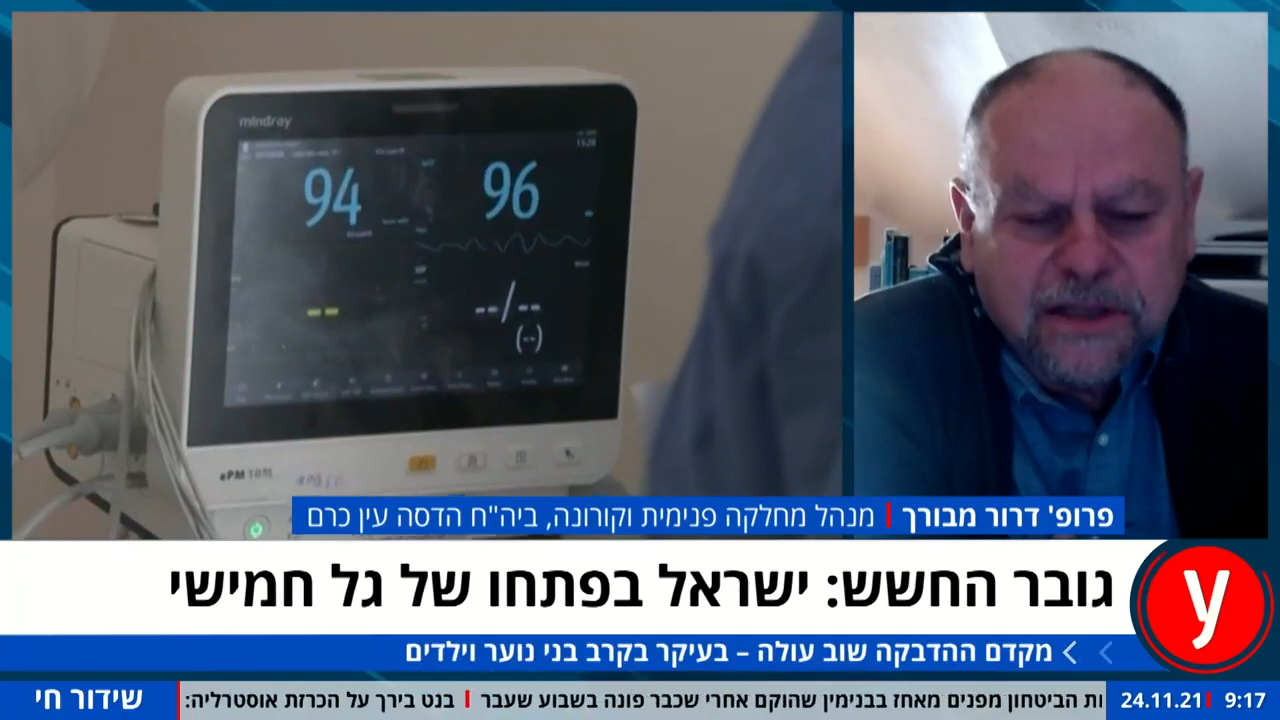 mindray
94
96
--
--/--
(--)
ePM 10M
פרופ' דרור מבורך | מנהל מחלקה פנימית וקורונה, ביה"ח הדסה עין כרם
גובר החשש: ישראל בפתחו של גל חמישי
y
מקדם ההדבקה שוב עולה – בעיקר בקרב בני נוער וילדים
9:17 | 24.11.21
ות הביטחון מפנים מאחז בבנימין שהוקם אחרי שכבר פונה בשבוע שעבר | בנט בירך על הכרזת אוסטרליה:
שידור חי